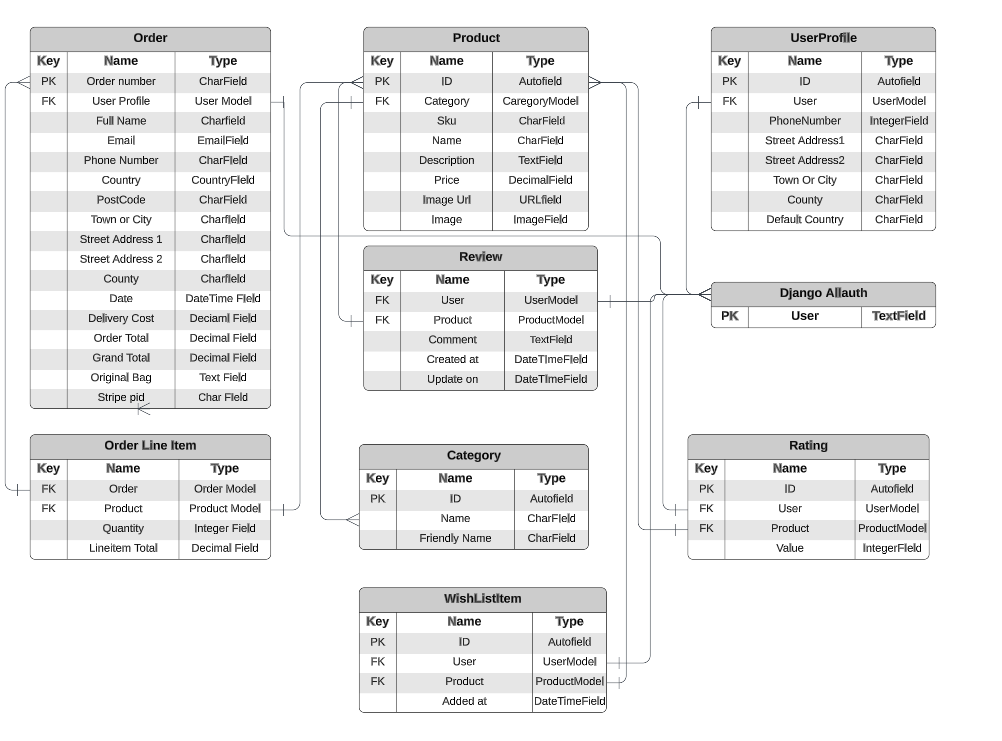 Order
Key Name Type
PK Order number CharField
FK User Profile User Model
Full Name Charfield
Email EmailField
Phone Number CharField
Country CountryField
PostCode CharField
Town or City Charfield
Street Address 1 Charfield
Street Address 2 Charfield
County Charfield
Date DateTime Field
Delivery Cost Deciaml Field
Order Total Decimal Field
Grand Total Decimal Field
Original Bag Text Field
Stripe pid Char Field
Product
Key Name Type
PK ID Autofield
FK Category CaregoryModel
Sku CharField
Name CharField
Description TextField
Price DecimalField
Image Url URLfield
Image ImageField
UserProfile
Key Name Type
PK ID Autofield
FK User UserModel
PhoneNumber IntegerField
Street Address1 CharField
Street Address2 CharField
Town Or City CharField
County CharField
Default Country CharField
Review
Key Name Type
FK User UserModel
FK Product ProductModel
Comment TextField
Created at DateTimeField
Update on DateTimeField
Django Allauth
PK User TextField
Order Line Item
Key Name Type
FK Order Order Model
FK Product Product Model
Quantity Integer Field
Lineitem Total Decimal Field
Category
Key Name Type
PK ID Autofield
Name CharField
Friendly Name CharField
Rating
Key Name Type
PK ID Autofield
FK User UserModel
FK Product ProductModel
Value IntegerField
WishListItem
Key Name Type
PK ID Autofield
FK User UserModel
FK Product ProductModel
Added at DateTimeField